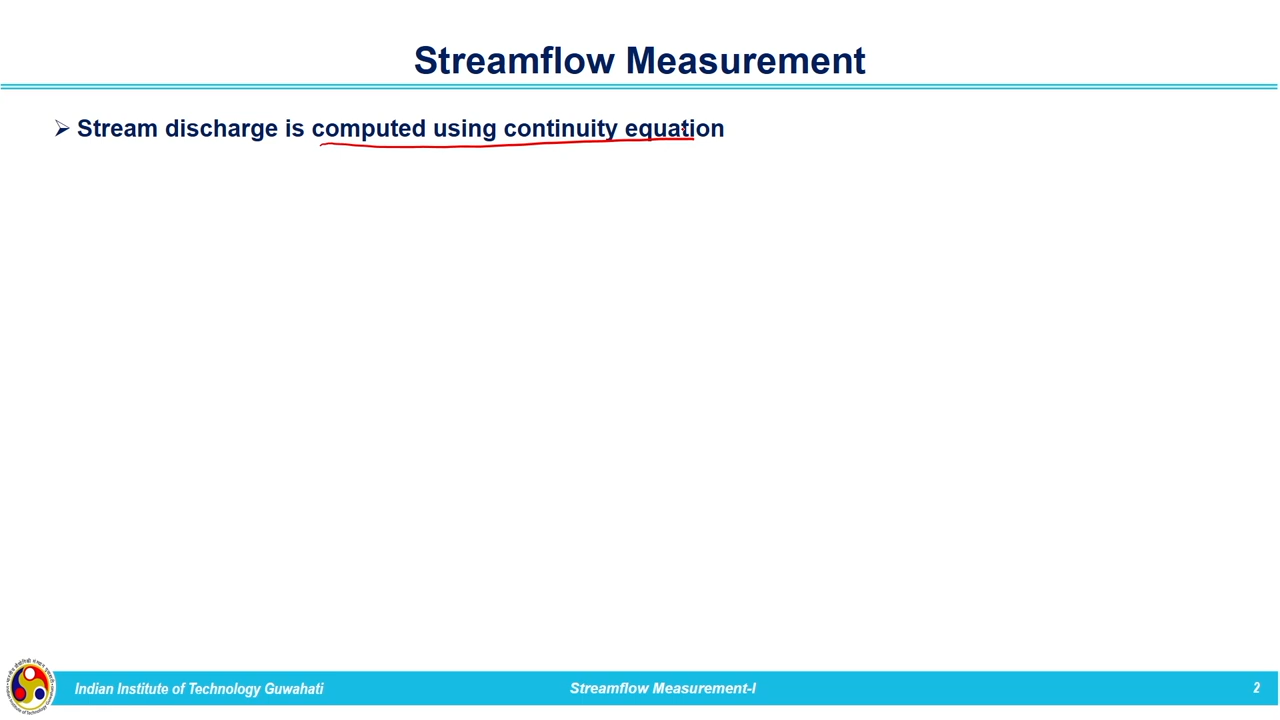 Streamflow Measurement
➢ Stream discharge is computed using continuity equation
Indian Institute of Technology Guwahati
Streamflow Measurement-I
2